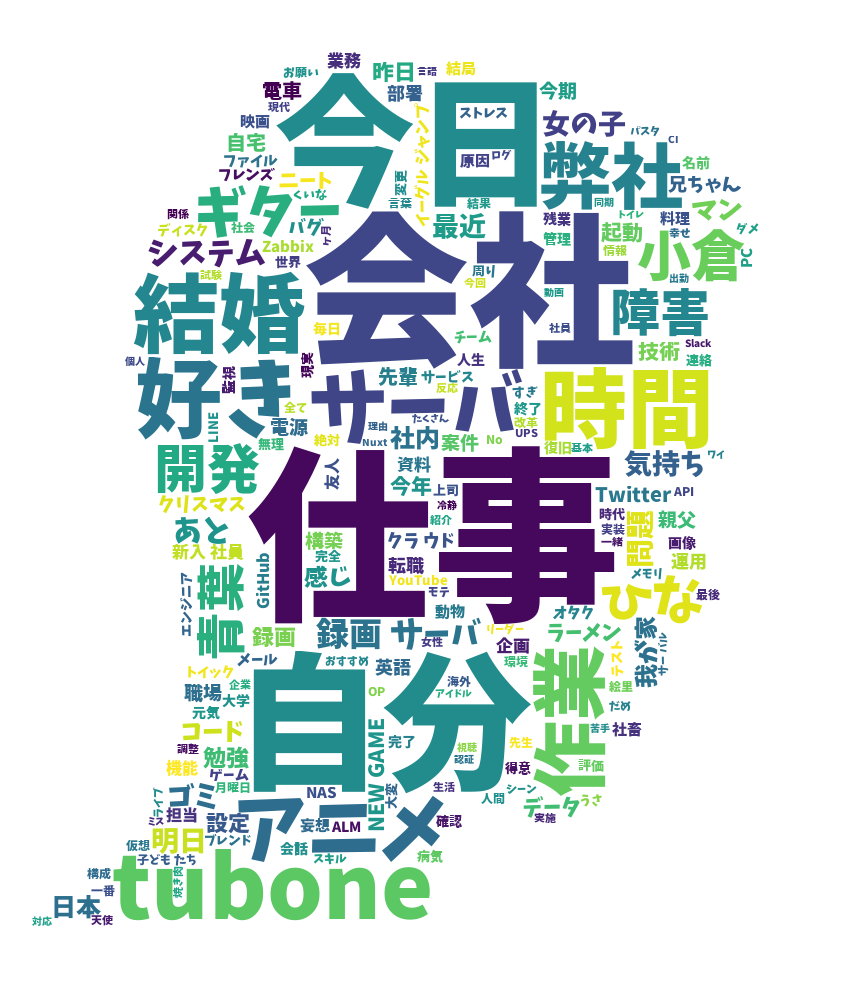 業務
お願い
昨日
言語
結局
電車
現代
部署
今期
今日
ストレス
女の子
パスタ
CI
映画
自宅
ファイル
フレンズ
ニート
くいな
イーグル ジャンプ
変更
言葉
原因
ログ
弊社
名前
兄ちゃん
結果
同期
トイレ
マン
関係
ギター
社会
ディスク
バグ
ヶ月
最近
残業
管理
料理
起動
情報
幸せ
ダメ
小倉
PC
システム
Zabbix
世界
試験
会社
周り
今回
動画
出勤
結婚
障害
毎日
社員
チーム
技術
Slack
連絡
個人
監視
現実
人生
好き
先輩
サービス
反応
サーバ
時間
全て
LINE
電源
無理
絶対
理由
Nuxt
たくさん
社内
案件
No
すぎ
終了
改革
UPS
復旧
基本
ワイ
開発
友人
資料
気持ち
クリスマス
今年
上司
冷静
紹介
仕事
Twitter
API
あと
新入 社員
構築
完全
クラウド
時代
実装
一緒
問題
親父
画像
運用
GitHub
感じ
転職
YouTube
モテ
メモリ
エンジニア
青葉
動物
オタク
ひな
最後
録画
録画
サーバ
女性
リーダー
企画
環境
ラーメン
テスト
我が家
サーバル
メール
トイック
おすすめ
英語
海外
アイドル
OP
職場
企業
大学
元気
自分
作業
絵里
だめ
苦手
社畜
コード
調整
勉強
NEW GAME
完了
視聴
認証
先生
得意
評価
機能
ゲーム
月曜日
ゴミ
NAS
大変
生活
人間
シーン
データ
うさ
実施
ライブ
ミス
担当
設定
妄想
ALM
アニメ
確認
明日
ブレンド
仮想
子ども たち
会話
スキル
病気
構成
焼き肉
tubone
一番
日本
天使
対応